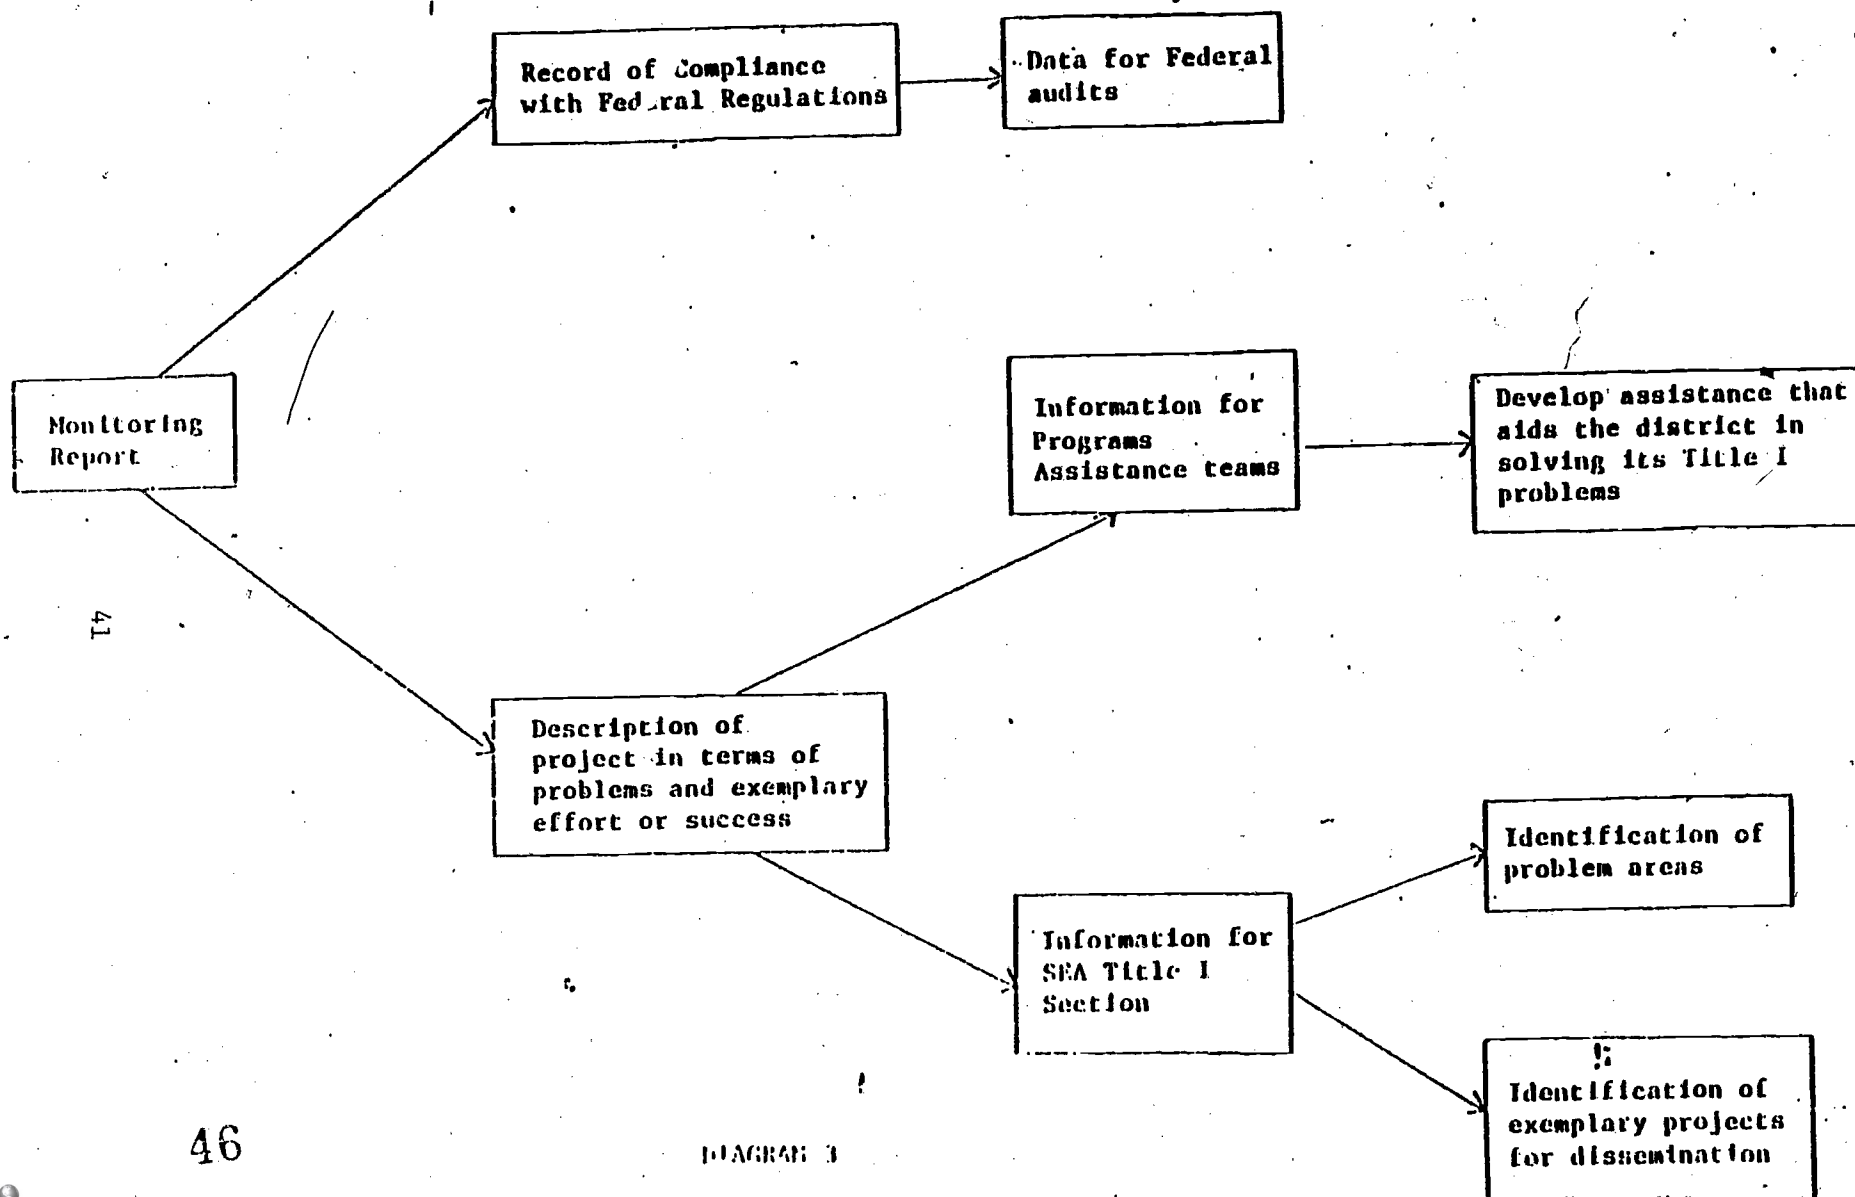 Record of Compliance
with Federal Regulations
Data for Federal
audits
Monitoring
Report
Information for
Programs
Assistance teams
Develop assistance that
aids the district in
solving its Title I
problems
41
Description of
project in terms of
problems and exemplary
effort or success
Identification of
problem areas
Information for
SEA Title I
Section
Identification of
exemplary projects
for dissemination
46
DIAGRAM 3